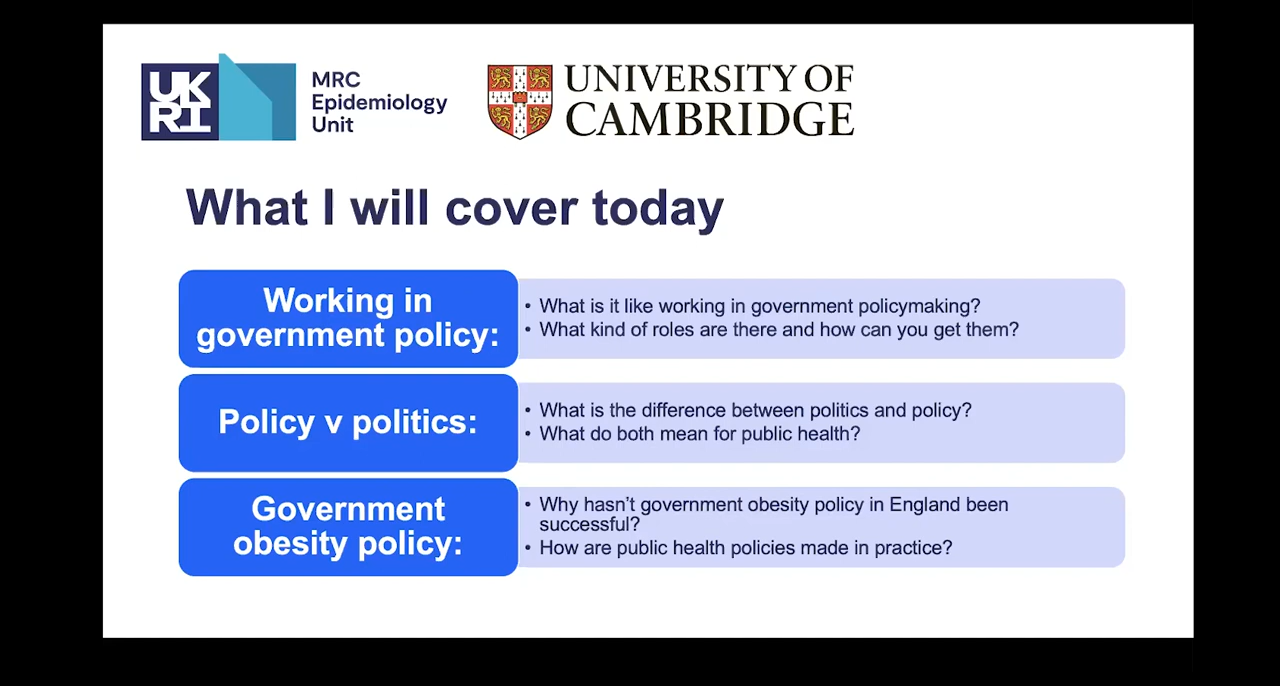 UK
RI
MRC
Epidemiology
Unit
UNIVERSITY OF
CAMBRIDGE
What I will cover today
Working in
government policy:
• What is it like working in government policymaking?
• What kind of roles are there and how can you get them?
Policy v politics:
• What is the difference between politics and policy?
• What do both mean for public health?
Government
obesity policy:
• Why hasn't government obesity policy in England been
successful?
• How are public health policies made in practice?